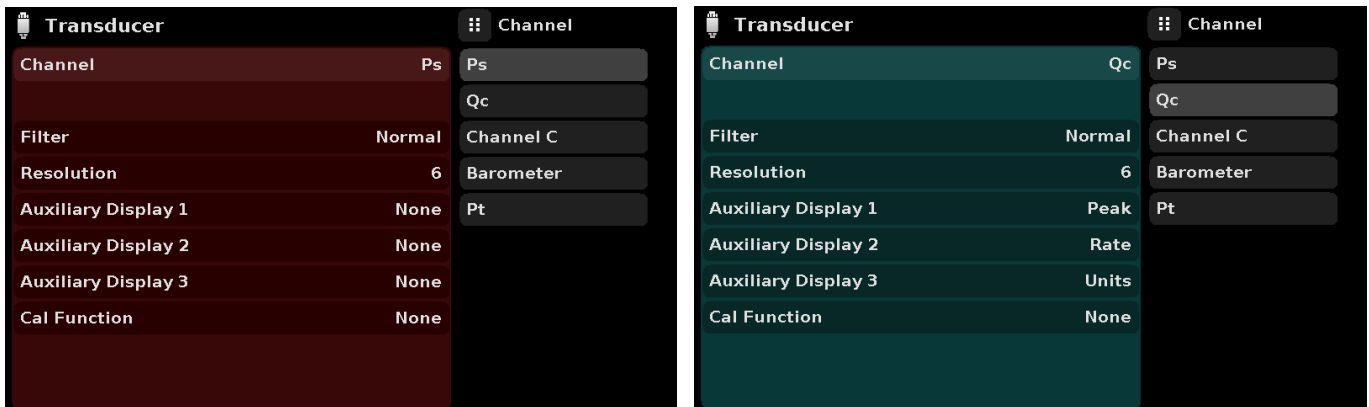 Transducer
Channel
Channel Ps
Filter Normal
Resolution 6
Auxiliary Display 1 None
Auxiliary Display 2 None
Auxiliary Display 3 None
Cal Function None
Ps
Qc
Channel C
Barometer
Pt
Transducer
Channel
Channel Qc
Filter Normal
Resolution 6
Auxiliary Display 1 Peak
Auxiliary Display 2 Rate
Auxiliary Display 3 Units
Cal Function None
Ps
Qc
Channel C
Barometer
Pt